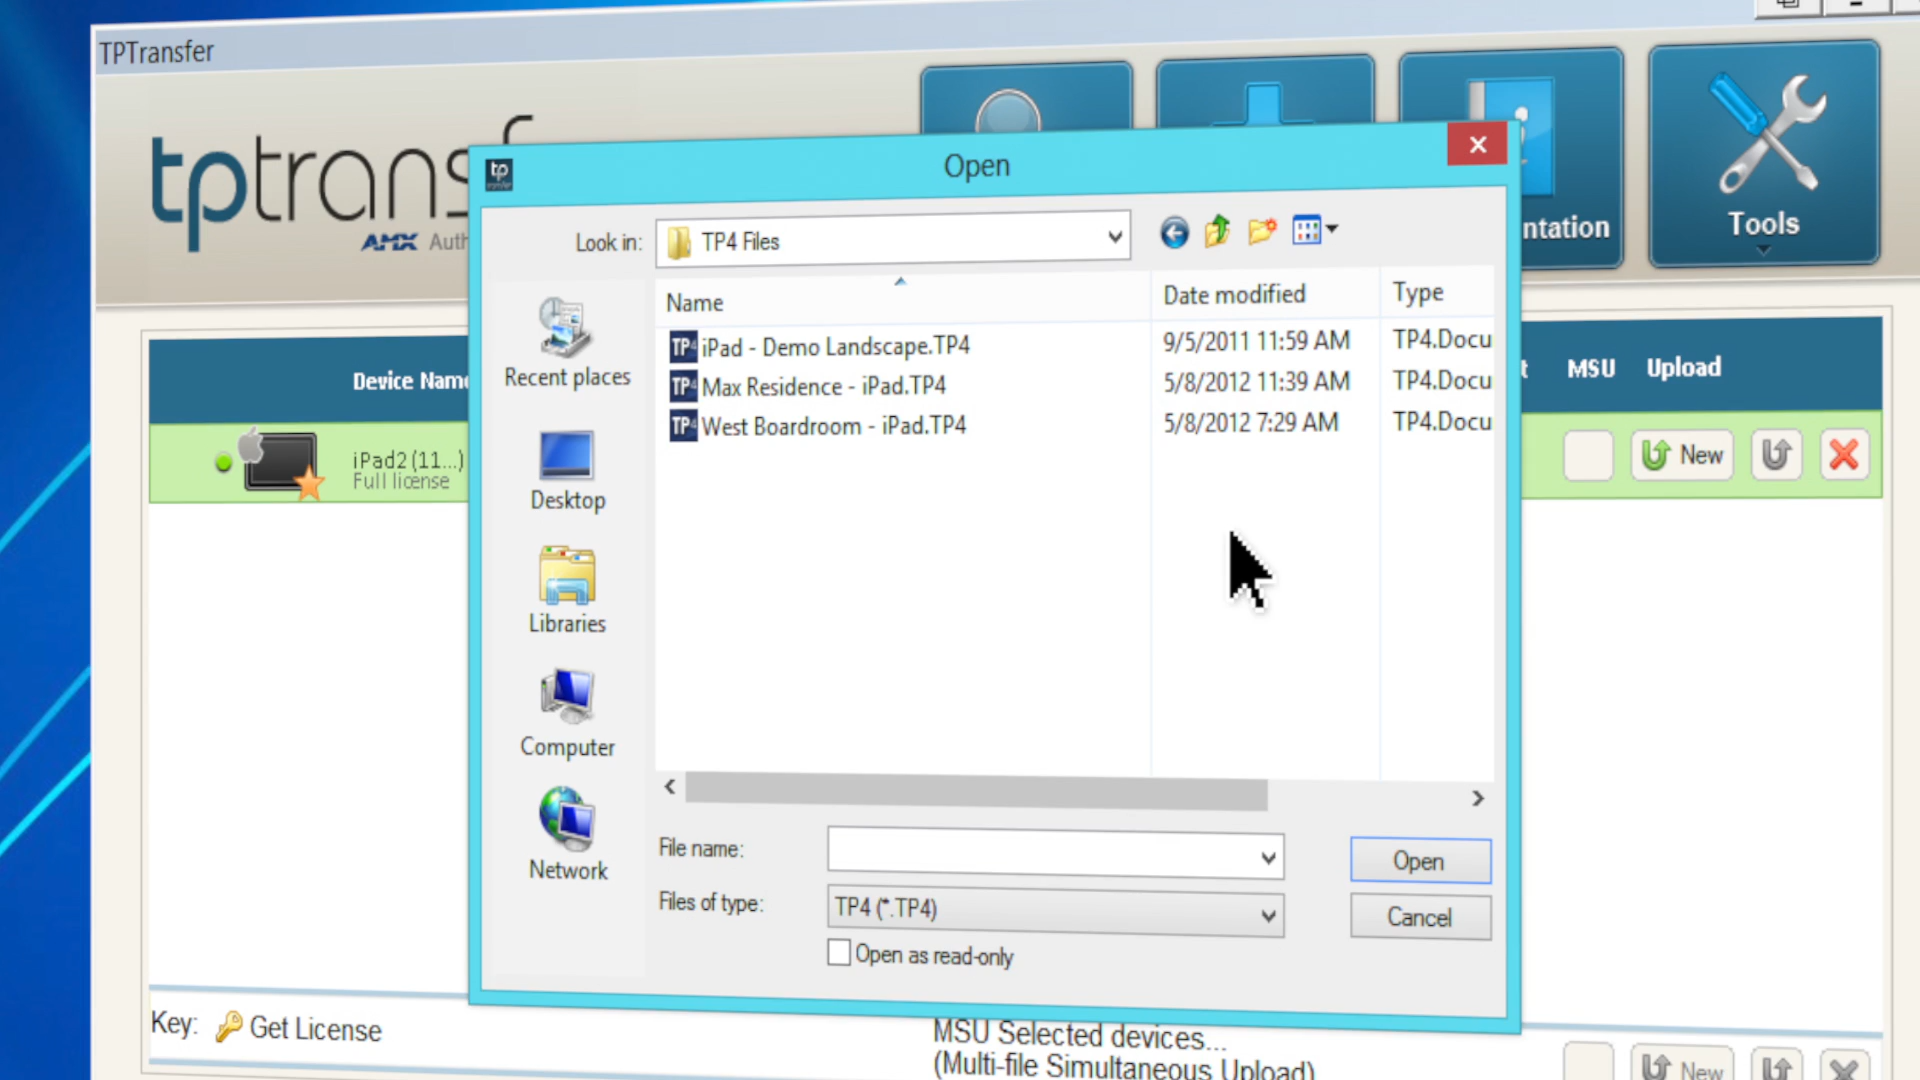 TPTransfer
tptransf
AMX Auth
ntation
Tools
tp
Open
Look in:
TP4 Files
Name
Date modified
Type
TP4 iPad - Demo Landscape.TP4 9/5/2011 11:59 AM TP4.Docu
TP4 Max Residence - iPad.TP4 5/8/2012 11:39 AM TP4.Docu
TP4 West Boardroom - iPad.TP4 5/8/2012 7:29 AM TP4.Docu
Recent places
Desktop
Libraries
Computer
Network
File name:
Open
Files of type:
TP4 (*.TP4)
Cancel
Open as read-only
Device Name
t
MSU
Upload
iPad2 (11...)
Full license
New
Key:
Get License
MSU Selected devices...
(Multi-file Simultaneous Upload)
New